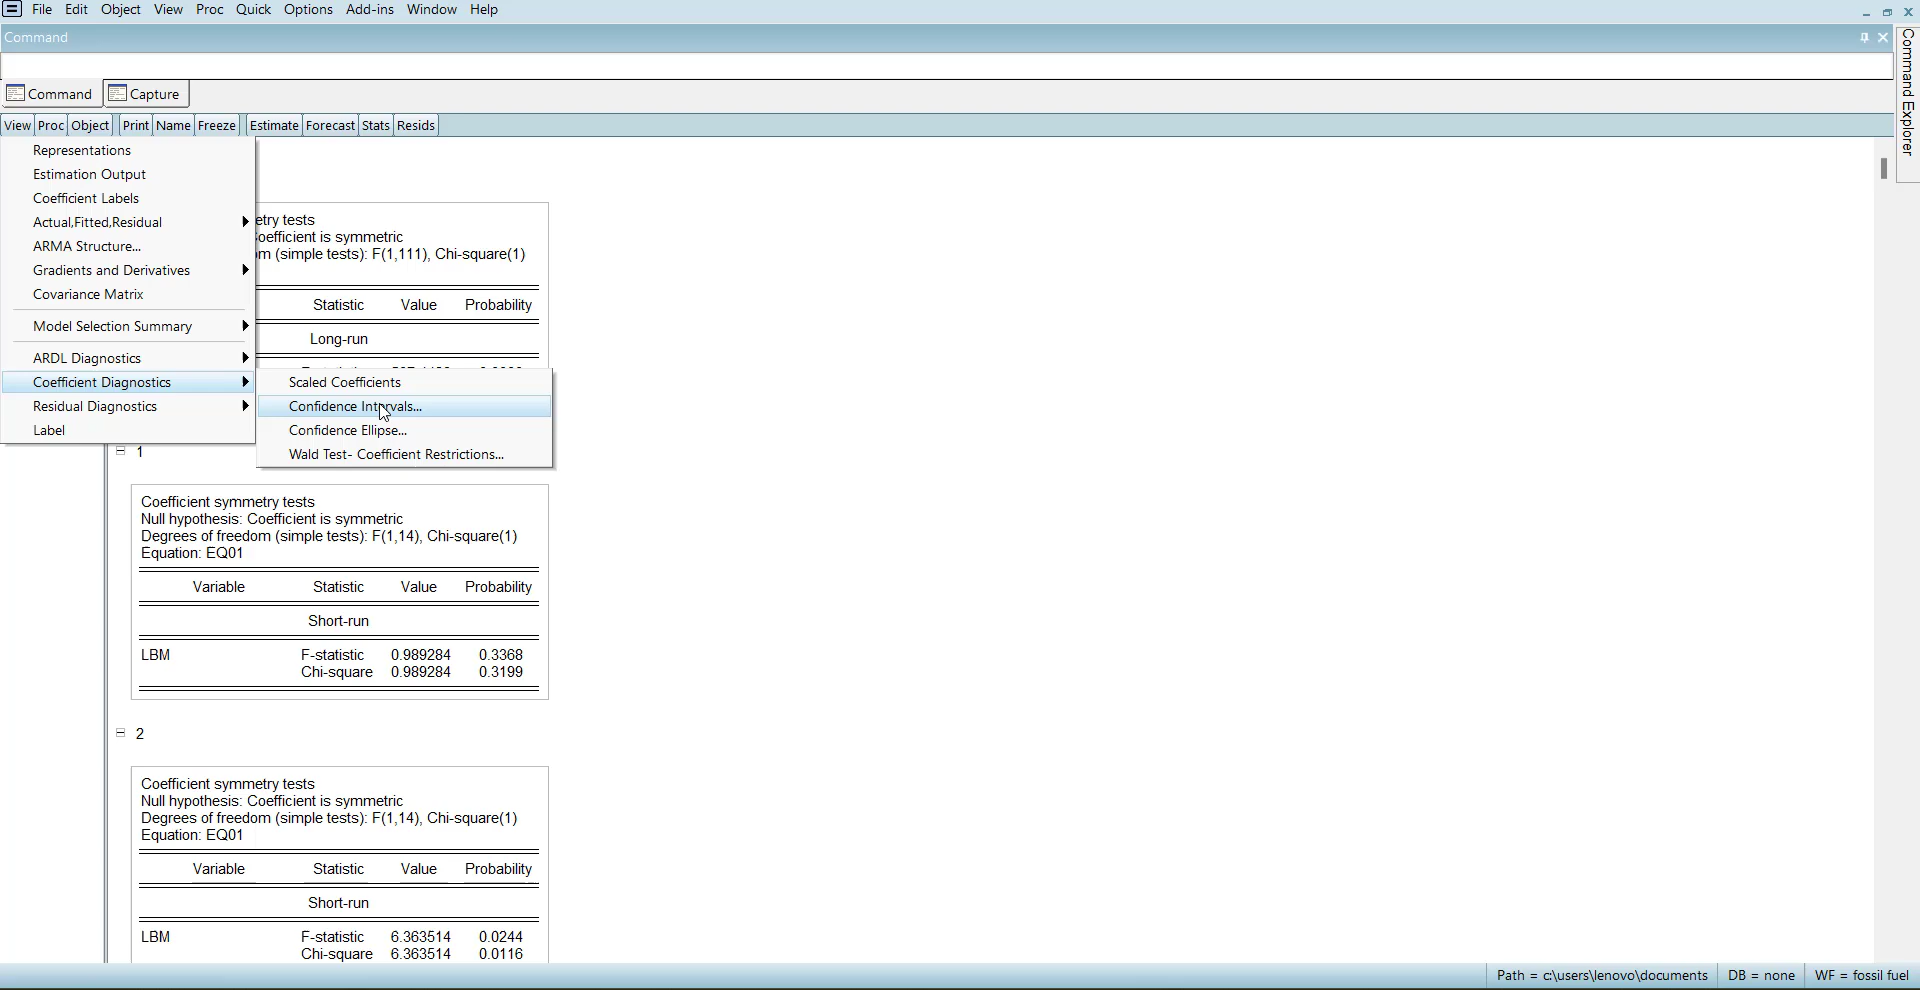 File Edit Object View Proc Quick Options Add-ins Window Help
Command
Command Explorer
Command Capture
View Proc Object Print Name Freeze Estimate Forecast Stats Resids
Representations
Estimation Output
Coefficient Labels
Actual,Fitted,Residual
ARMA Structure...
Gradients and Derivatives
Covariance Matrix
Model Selection Summary
ARDL Diagnostics
Coefficient Diagnostics
Residual Diagnostics
Label
Scaled Coefficients
Confidence Intervals...
Confidence Ellipse...
Wald Test- Coefficient Restrictions...
etry tests
Coefficient is symmetric
m (simple tests): F(1,111), Chi-square(1)
Statistic Value Probability
Long-run
1
Coefficient symmetry tests
Null hypothesis: Coefficient is symmetric
Degrees of freedom (simple tests): F(1,14), Chi-square(1)
Equation: EQ01
Variable Statistic Value Probability
Short-run
LBM F-statistic 0.989284 0.3368
Chi-square 0.989284 0.3199
2
Coefficient symmetry tests
Null hypothesis: Coefficient is symmetric
Degrees of freedom (simple tests): F(1,14), Chi-square(1)
Equation: EQ01
Variable Statistic Value Probability
Short-run
LBM F-statistic 6.363514 0.0244
Chi-square 6.363514 0.0116
Path = c:\users\lenovo\documents DB = none WF = fossil fuel